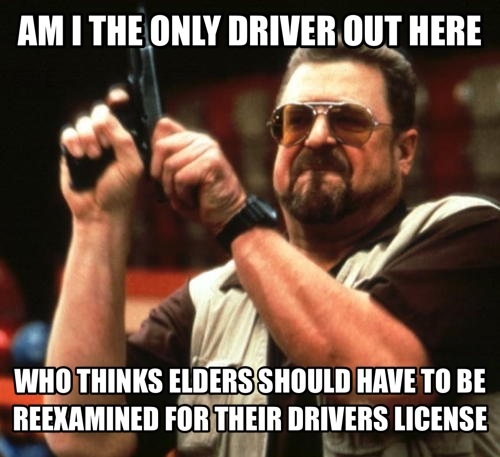 AM I THE ONLY DRIVER OUT HERE
WHO THINKS ELDERS SHOULD HAVE TO BE
REEXAMINED FOR THEIR DRIVERS LICENSE